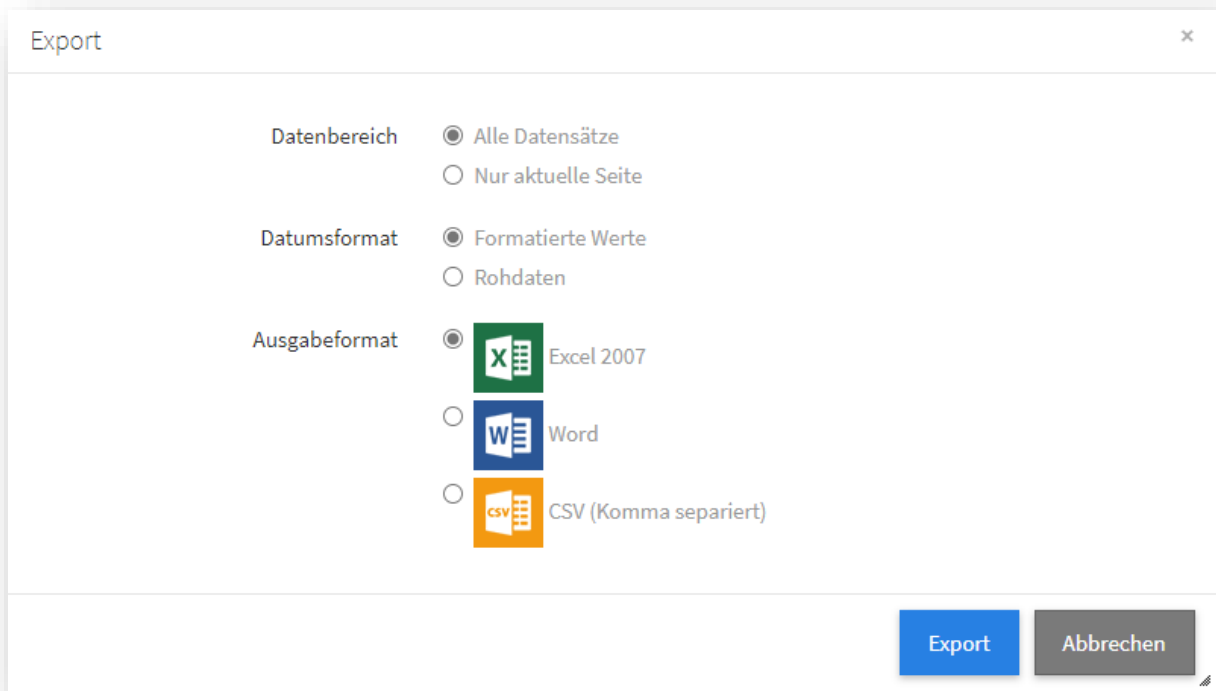 Export ×
Datenbereich Alle Datensätze
Nur aktuelle Seite
Datumsformat Formatierte Werte
Rohdaten
Ausgabeformat X Excel 2007
W Word
CSV CSV (Komma separiert)
Export Abbrechen